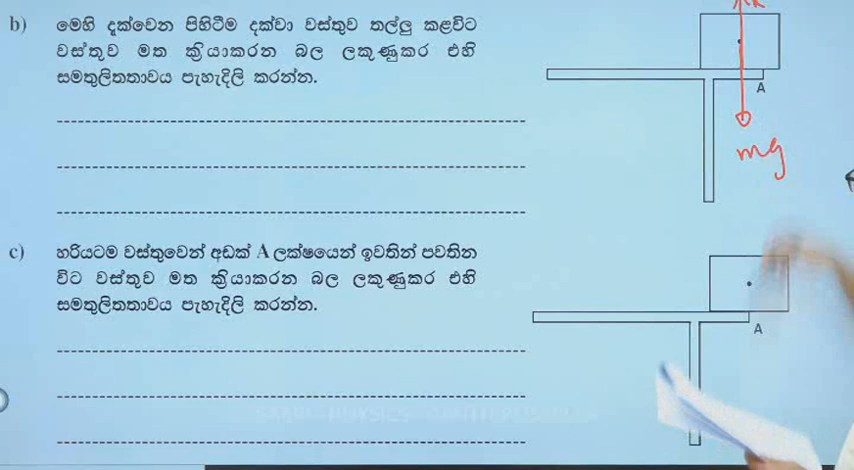 b) මෙහි දැක්වෙන පිහිටීම දක්වා වස්තුව තල්ලු කළවිට
වස්තුව මත ක්‍රියාකරන බල ලකුණුකර එහි
සමතුලිතතාවය පැහැදිලි කරන්න.
A
mg
c) හරියටම වස්තුවෙන් අඩක් A ලක්ෂයෙන් ඉවතින් පවතින
විට වස්තුව මත ක්‍රියාකරන බල ලකුණුකර එහි
සමතුලිතතාවය පැහැදිලි කරන්න.
A